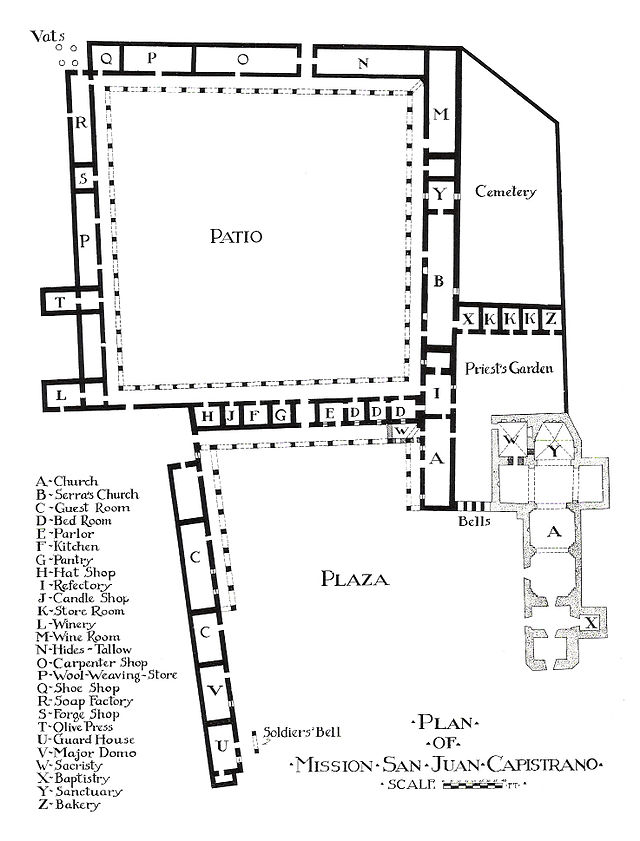 Vats
Q P O N
R
M
S
Y
Cemetery
P
PATIO
B
T
X K K K Z
Priest's Garden
L
I
H J F G E D D D
W
W
Y
A
A-Church
B-Serra's Church
C-Guest Room
D-Bed Room
E-Parlor
F-Kitchen
G-Pantry
H-Hat Shop
I-Refectory
J-Candle Shop
K-Store Room
L-Winery
M-Wine Room
N-Hides-Tallow
O-Carpenter Shop
P-Wool-Weaving-Store
Q-Shoe Shop
R-Soap Factory
S-Forge Shop
T-Olive Press
U-Guard House
V-Major Domo
W-Sacristy
X-Baptistry
Y-Sanctuary
Z-Bakery
Bells
A
C
PLAZA
C
X
V
U
Soldiers' Bell
·PLAN·
·OF·
·MISSION·SAN·JUAN·CAPISTRANO·
·SCALE FT.·